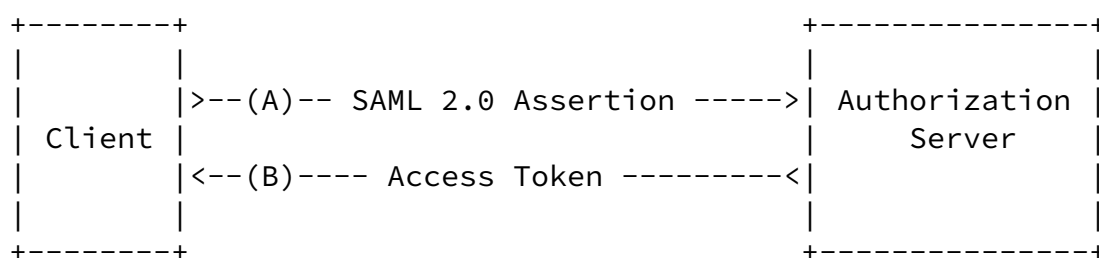 +--------+                                  +---------------+
|        |                                  |               |
|        |>--(A)-- SAML 2.0 Assertion ----->| Authorization |
| Client |                                  |     Server    |
|        |<--(B)---- Access Token ---------<|               |
|        |                                  |               |
+--------+                                  +---------------+